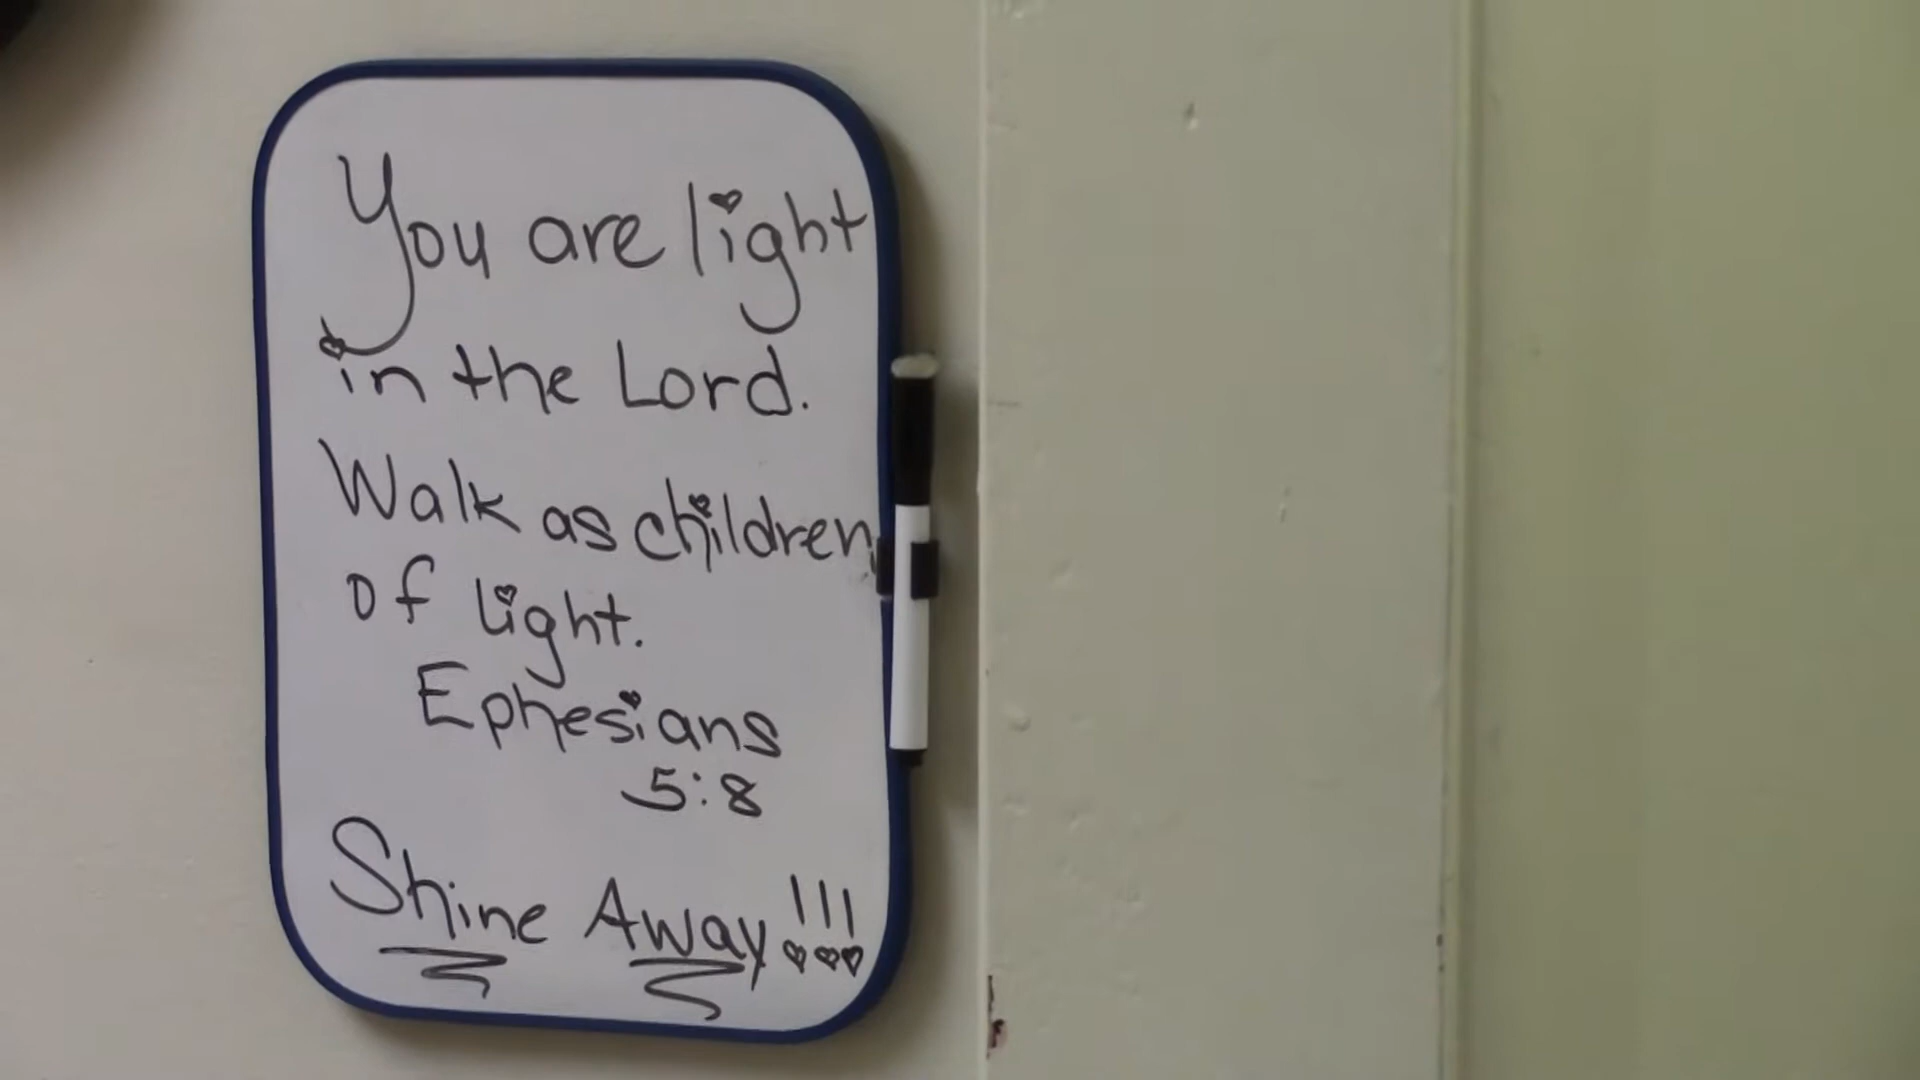 You are light
in the Lord.
Walk as children
of light.
Ephesians
5:8
Shine Away!!!